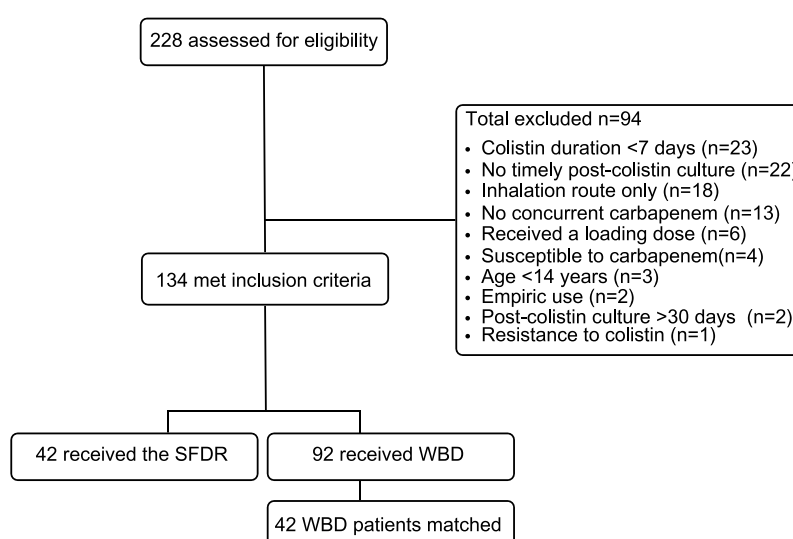 228 assessed for eligibility
Total excluded n=94
• Colistin duration <7 days (n=23)
• No timely post-colistin culture (n=22)
• Inhalation route only (n=18)
• No concurrent carbapenem (n=13)
• Received a loading dose (n=6)
• Susceptible to carbapenem(n=4)
• Age <14 years (n=3)
• Empiric use (n=2)
• Post-colistin culture >30 days (n=2)
• Resistance to colistin (n=1)
134 met inclusion criteria
42 received the SFDR
92 received WBD
42 WBD patients matched